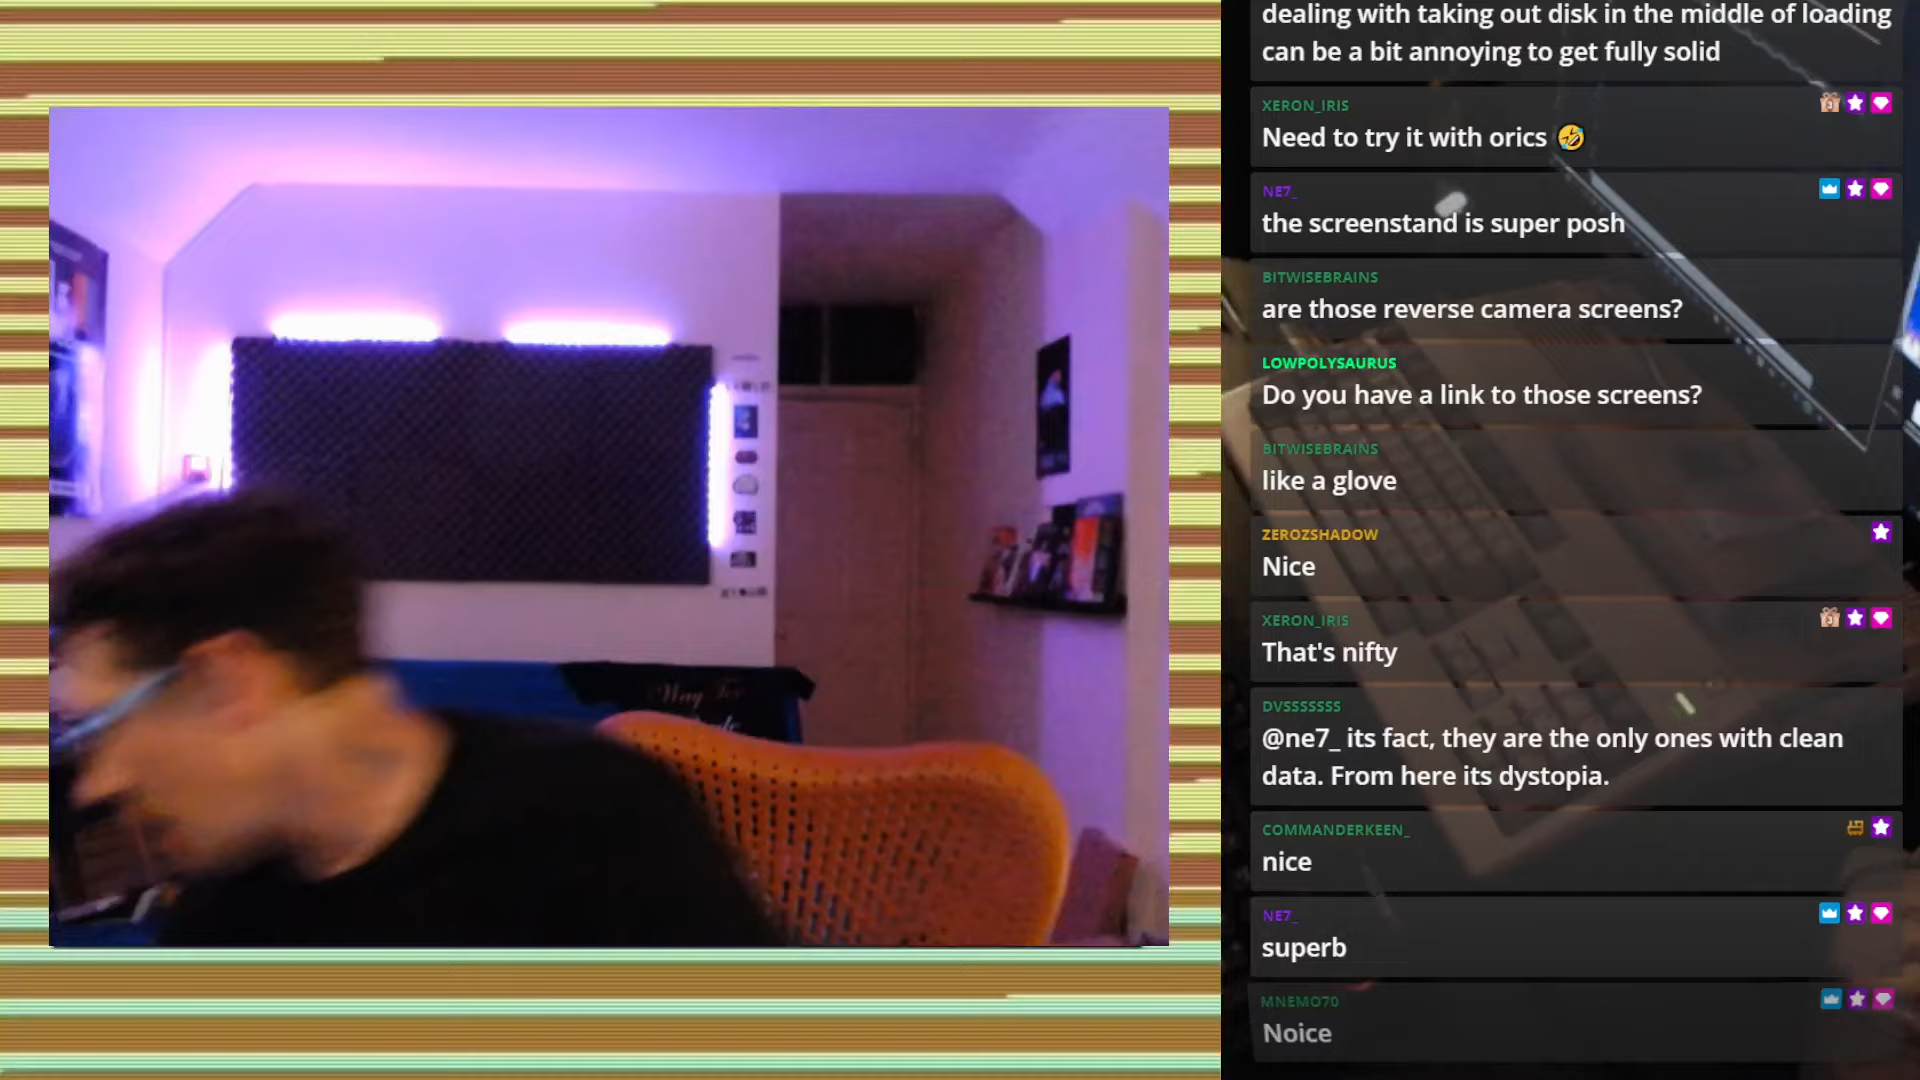 dealing with taking out disk in the middle of loading
can be a bit annoying to get fully solid
XERON_IRIS
Need to try it with orics 🤣
NE7_
the screenstand is super posh
BITWISEBRAINS
are those reverse camera screens?
LOWPOLYSAURUS
Do you have a link to those screens?
BITWISEBRAINS
like a glove
ZEROZSHADOW
Nice
XERON_IRIS
That's nifty
DVSSSSSSS
@ne7_ its fact, they are the only ones with clean
data. From here its dystopia.
COMMANDERKEEN_
nice
NE7_
superb
MNEMO70
Noice
Way